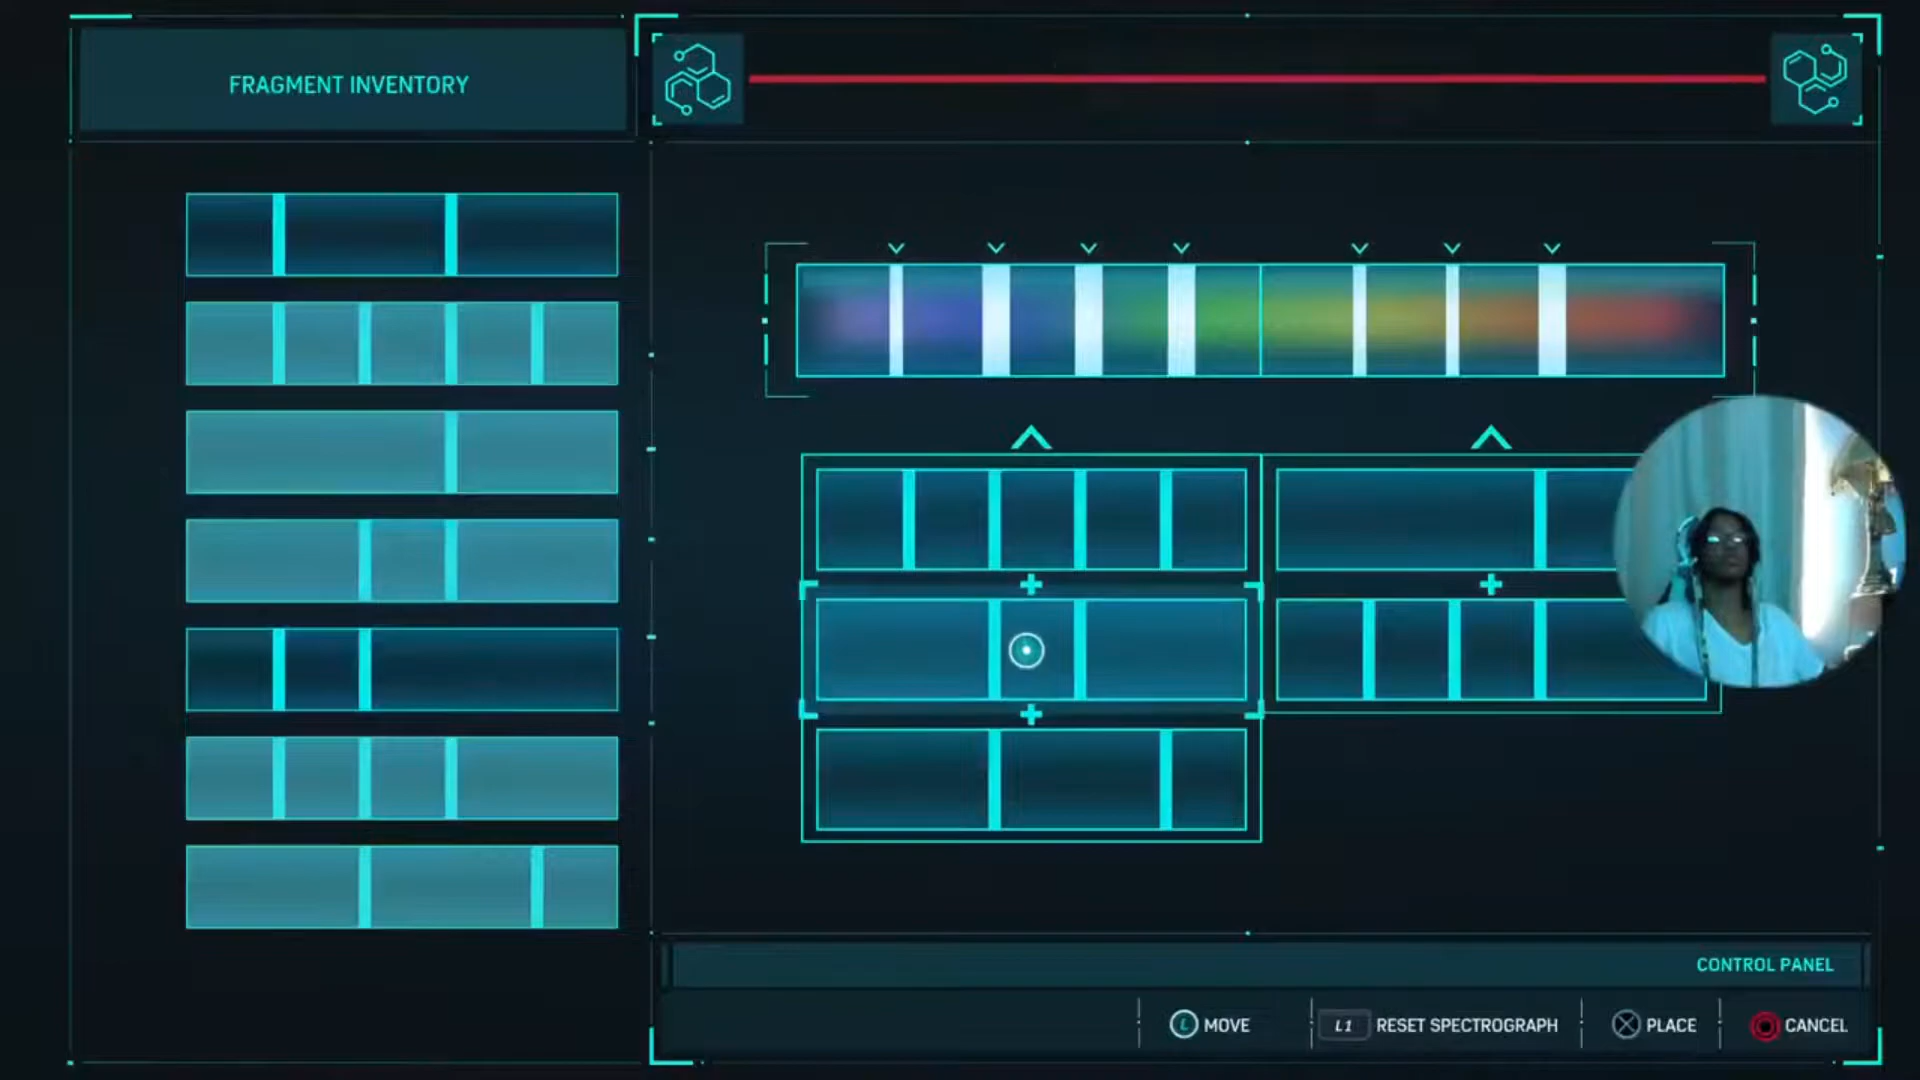 FRAGMENT INVENTORY
CONTROL PANEL
L MOVE
L1 RESET SPECTROGRAPH
PLACE
CANCEL